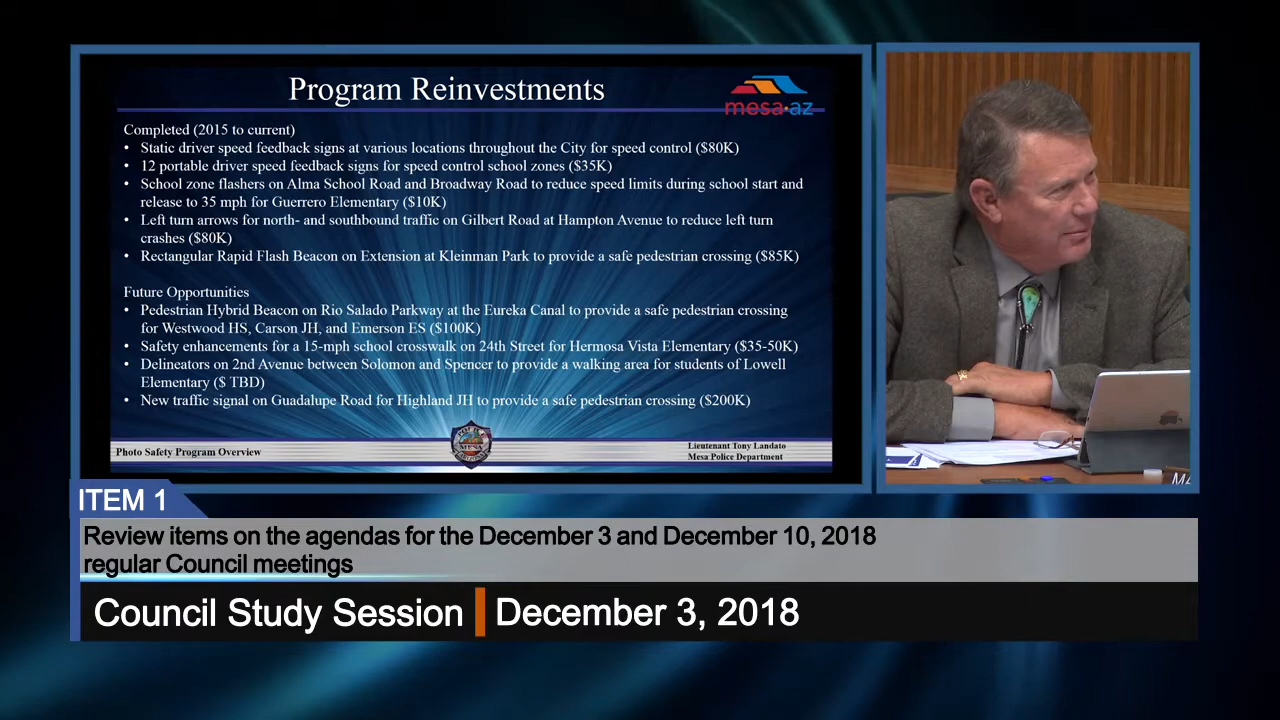 Program Reinvestments
mesa·az
Completed (2015 to current)
• Static driver speed feedback signs at various locations throughout the City for speed control ($80K)
• 12 portable driver speed feedback signs for speed control school zones ($35K)
• School zone flashers on Alma School Road and Broadway Road to reduce speed limits during school start and
release to 35 mph for Guerrero Elementary ($10K)
• Left turn arrows for north- and southbound traffic on Gilbert Road at Hampton Avenue to reduce left turn
crashes ($80K)
• Rectangular Rapid Flash Beacon on Extension at Kleinman Park to provide a safe pedestrian crossing ($85K)
Future Opportunities
• Pedestrian Hybrid Beacon on Rio Salado Parkway at the Eureka Canal to provide a safe pedestrian crossing
for Westwood HS, Carson JH, and Emerson ES ($100K)
• Safety enhancements for a 15-mph school crosswalk on 24th Street for Hermosa Vista Elementary ($35-50K)
• Delineators on 2nd Avenue between Solomon and Spencer to provide a walking area for students of Lowell
Elementary ($ TBD)
• New traffic signal on Guadalupe Road for Highland JH to provide a safe pedestrian crossing ($200K)
Photo Safety Program Overview
MESA
Lieutenant Tony Landato
Mesa Police Department
ITEM 1
Review items on the agendas for the December 3 and December 10, 2018
regular Council meetings
Council Study Session
December 3, 2018